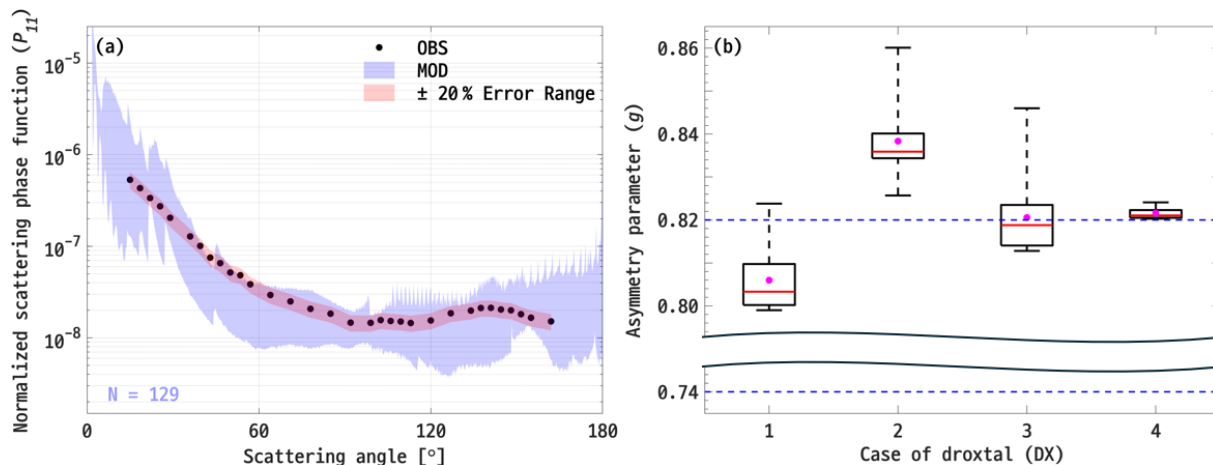 (a)
OBS
MOD
± 20 % Error Range
N = 129
Normalized scattering phase function (P11)
10-5
10-6
10-7
10-8
0
60
120
180
Scattering angle [°]
(b)
Asymmetry parameter (g)
0.86
0.84
0.82
0.80
0.74
1
2
3
4
Case of droxtal (DX)